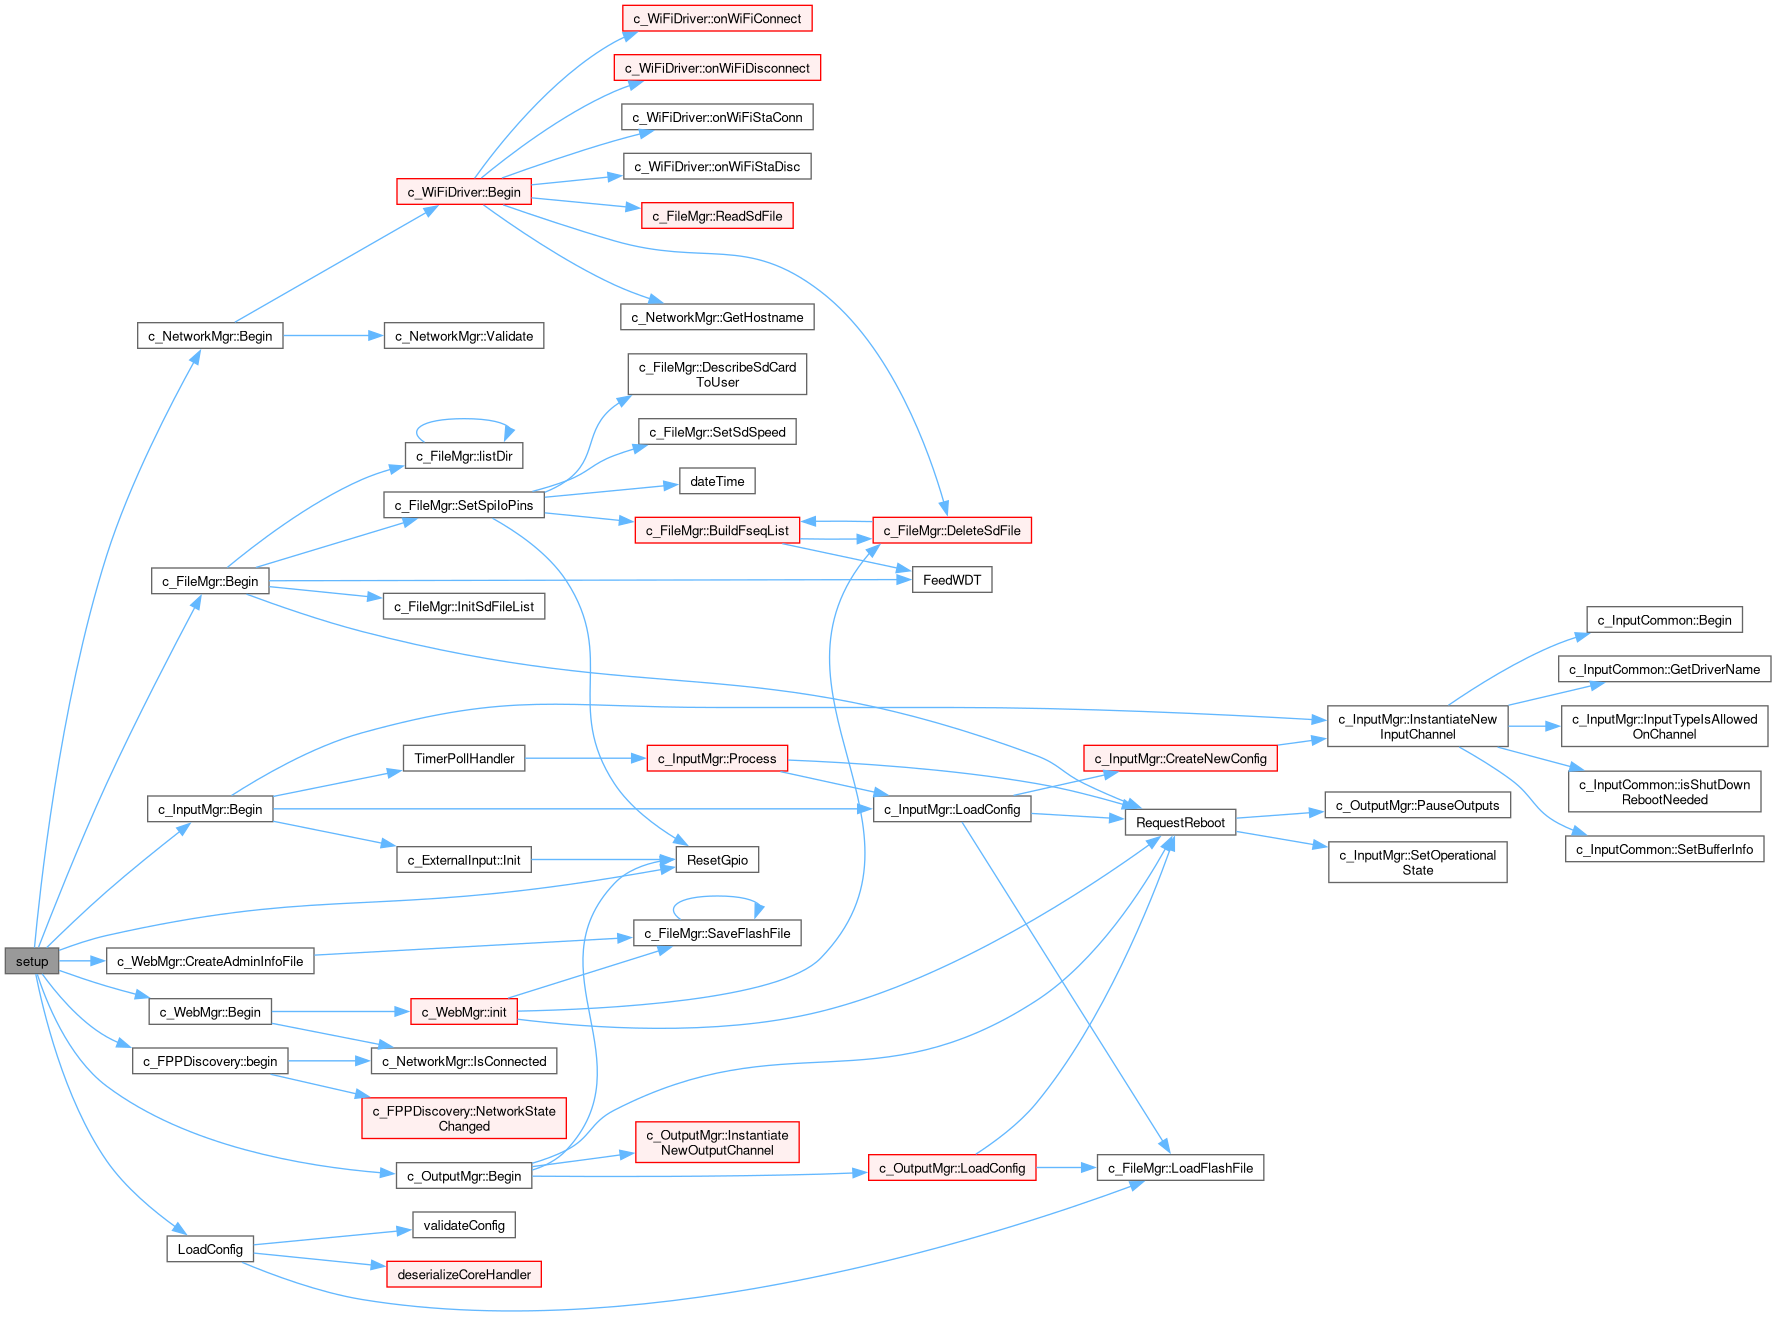 c_WiFiDriver::onWiFiConnect
c_WiFiDriver::onWiFiDisconnect
c_WiFiDriver::onWiFiStaConn
c_WiFiDriver::onWiFiStaDisc
c_WiFiDriver::Begin
c_FileMgr::ReadSdFile
c_NetworkMgr::GetHostname
c_NetworkMgr::Begin
c_NetworkMgr::Validate
c_FileMgr::DescribeSdCard
ToUser
c_FileMgr::SetSdSpeed
c_FileMgr::listDir
dateTime
c_FileMgr::SetSpiIoPins
c_FileMgr::BuildFseqList
c_FileMgr::DeleteSdFile
c_FileMgr::Begin
FeedWDT
c_FileMgr::InitSdFileList
c_InputCommon::Begin
c_InputCommon::GetDriverName
c_InputMgr::InstantiateNew
InputChannel
c_InputMgr::InputTypeIsAllowed
OnChannel
TimerPollHandler
c_InputMgr::Process
c_InputMgr::CreateNewConfig
c_InputCommon::isShutDown
RebootNeeded
c_InputMgr::Begin
c_InputMgr::LoadConfig
RequestReboot
c_OutputMgr::PauseOutputs
c_InputCommon::SetBufferInfo
c_ExternalInput::Init
ResetGpio
c_InputMgr::SetOperational
State
c_FileMgr::SaveFlashFile
setup
c_WebMgr::CreateAdminInfoFile
c_WebMgr::Begin
c_WebMgr::init
c_FPPDiscovery::begin
c_NetworkMgr::IsConnected
c_FPPDiscovery::NetworkState
Changed
c_OutputMgr::Instantiate
NewOutputChannel
c_OutputMgr::Begin
c_OutputMgr::LoadConfig
c_FileMgr::LoadFlashFile
validateConfig
LoadConfig
deserializeCoreHandler